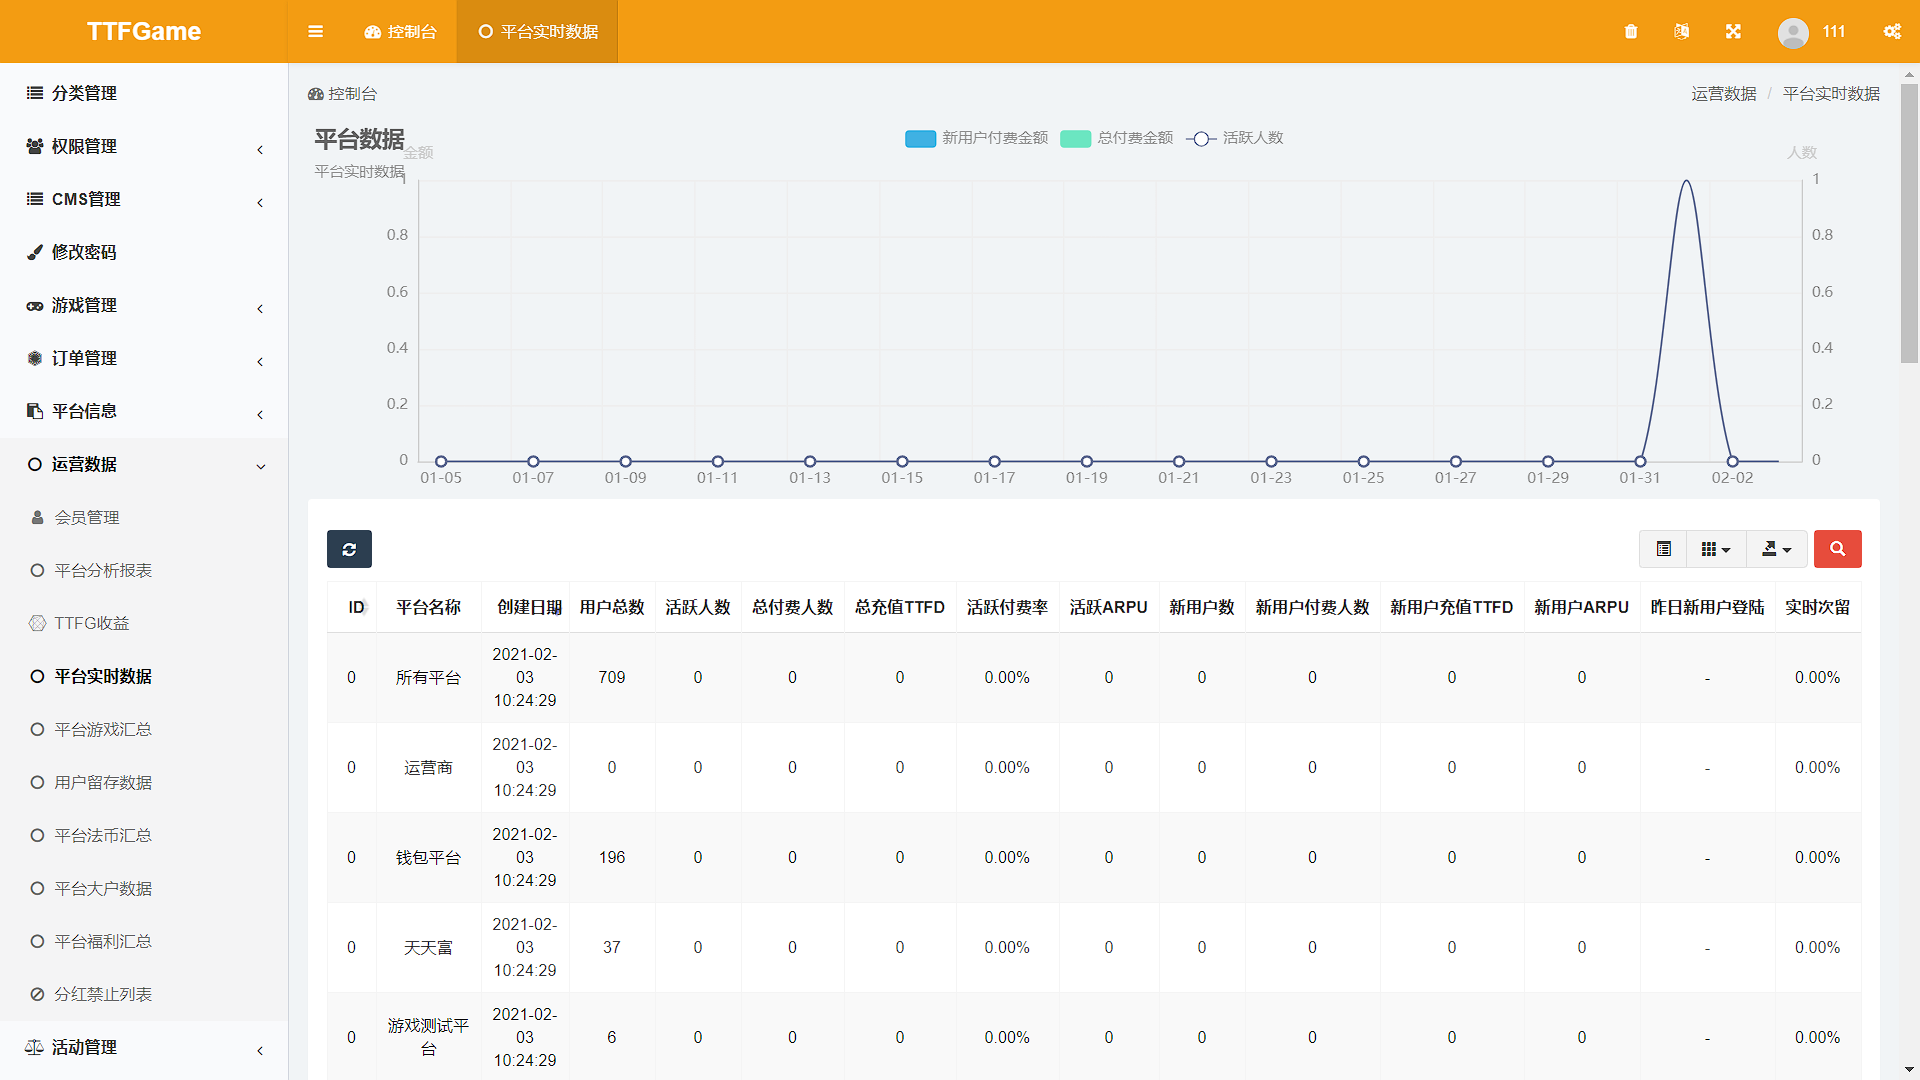 TTFGame
控制台
平台实时数据
111
分类管理
权限管理
CMS管理
修改密码
游戏管理
订单管理
平台信息
运营数据
会员管理
平台分析报表
TTFG收益
平台实时数据
平台游戏汇总
用户留存数据
平台法币汇总
平台大户数据
平台福利汇总
分红禁止列表
活动管理
控制台
运营数据 / 平台实时数据
平台数据
平台实时数据
新用户付费金额 总付费金额 活跃人数
金额 人数
1 1
0.8 0.8
0.6 0.6
0.4 0.4
0.2 0.2
0 0
01-05 01-07 01-09 01-11 01-13 01-15 01-17 01-19 01-21 01-23 01-25 01-27 01-29 01-31 02-02
ID 平台名称 创建日期 用户总数 活跃人数 总付费人数 总充值TTFD 活跃付费率 活跃ARPU 新用户数 新用户付费人数 新用户充值TTFD 新用户ARPU 昨日新用户登陆 实时次留
0 所有平台 2021-02-03 10:24:29 709 0 0 0 0.00% 0 0 0 0 0 - 0.00%
0 运营商 2021-02-03 10:24:29 0 0 0 0 0.00% 0 0 0 0 0 - 0.00%
0 钱包平台 2021-02-03 10:24:29 196 0 0 0 0.00% 0 0 0 0 0 - 0.00%
0 天天富 2021-02-03 10:24:29 37 0 0 0 0.00% 0 0 0 0 0 - 0.00%
0 游戏测试平台 2021-02-03 10:24:29 6 0 0 0 0.00% 0 0 0 0 0 - 0.00%